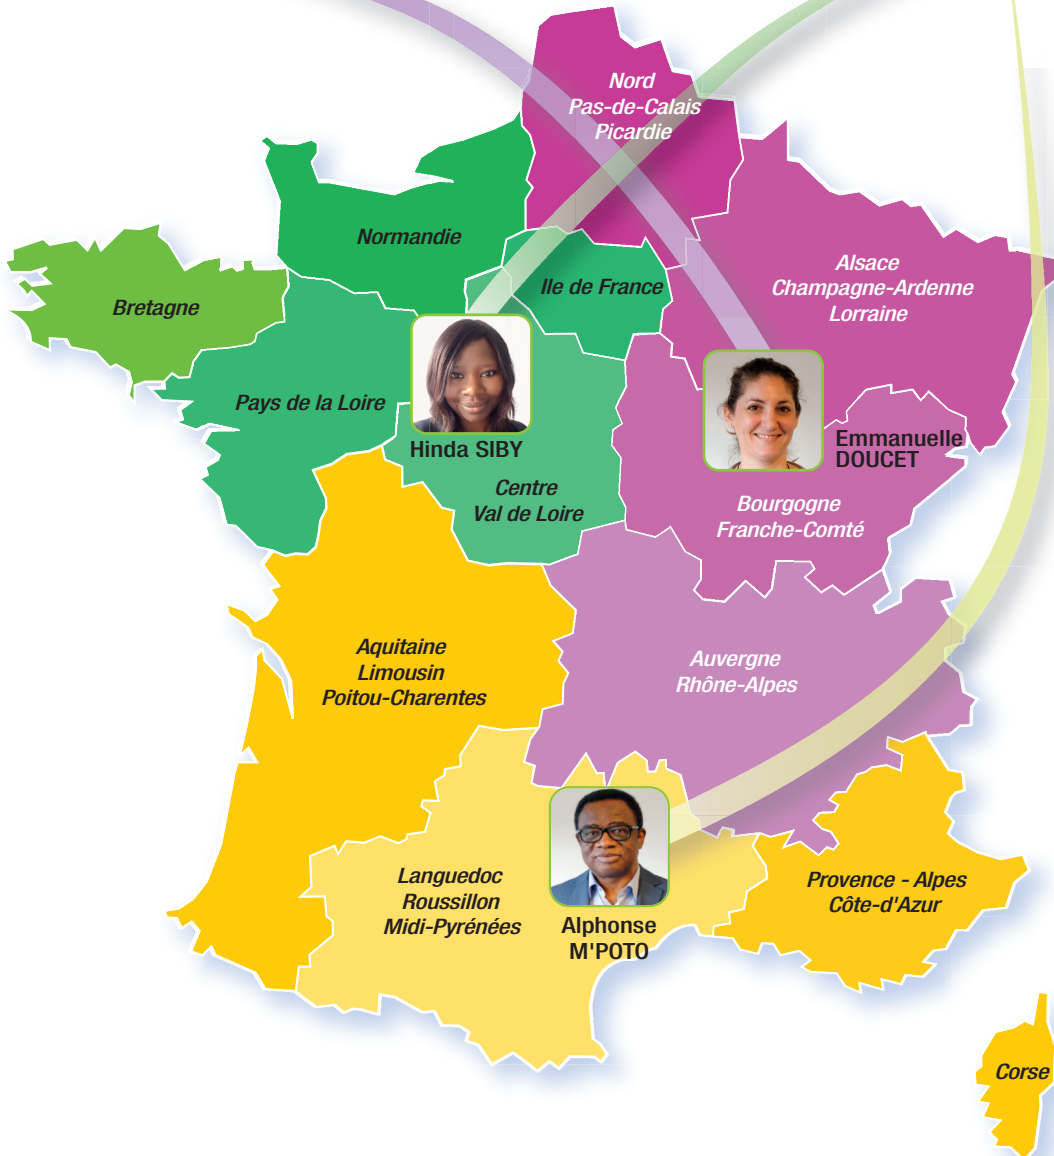 Nord
Pas-de-Calais
Picardie
Normandie
Ile de France
Alsace
Champagne-Ardenne
Lorraine
Bretagne
Pays de la Loire
Hinda SIBY
Emmanuelle
DOUCET
Centre
Val de Loire
Bourgogne
Franche-Comté
Aquitaine
Limousin
Poitou-Charentes
Auvergne
Rhône-Alpes
Languedoc
Roussillon
Midi-Pyrénées
Alphonse
M'POTO
Provence - Alpes
Côte-d'Azur
Corse